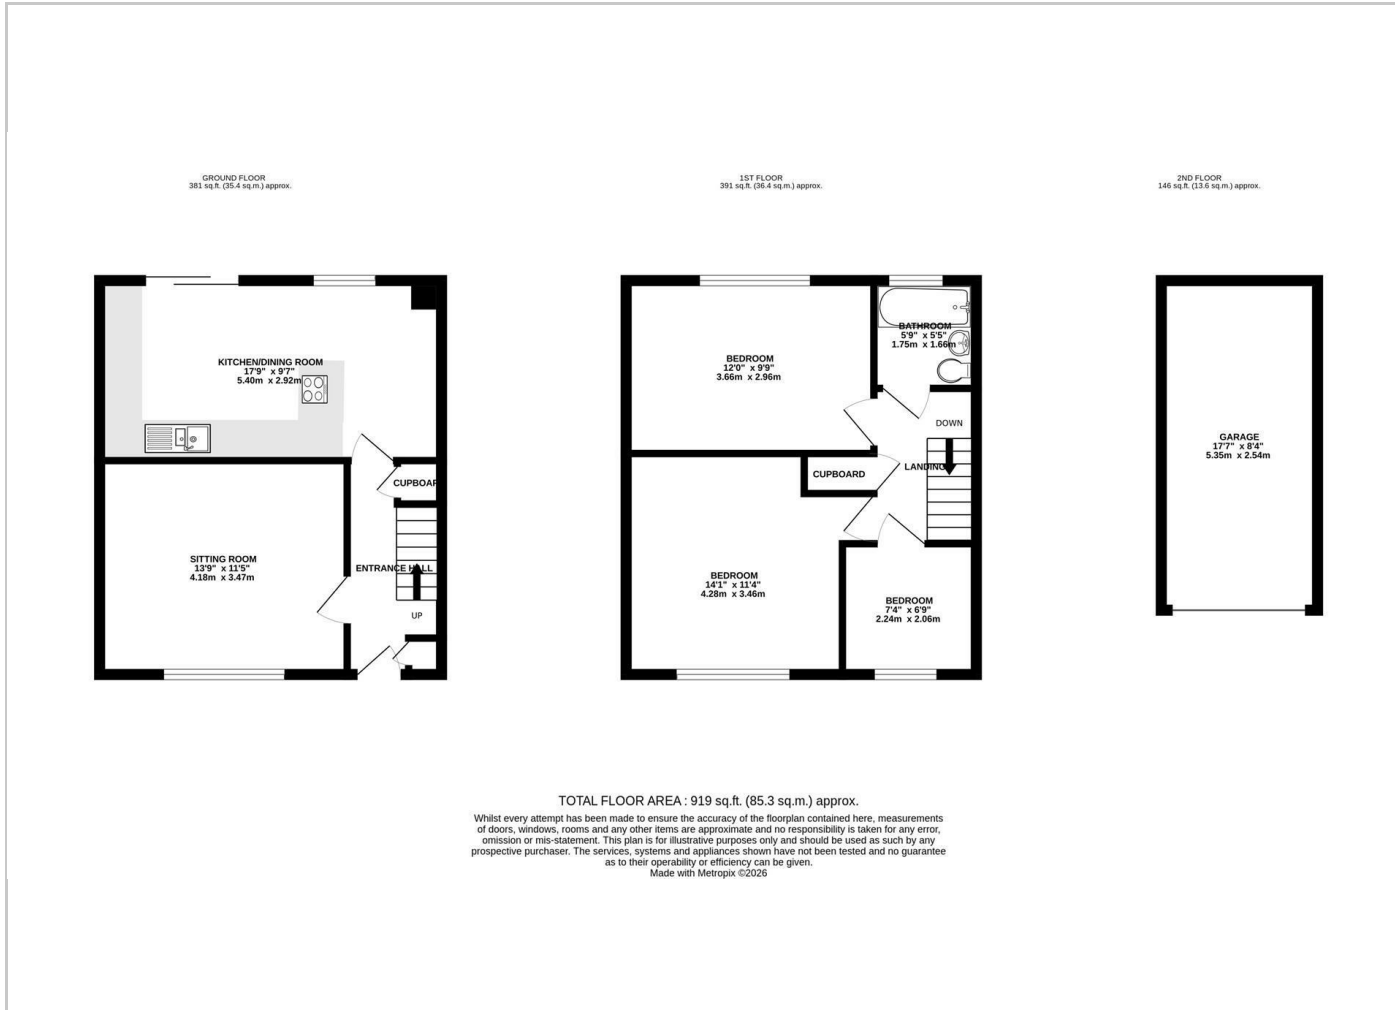 GROUND FLOOR
381 sq.ft. (35.4 sq.m.) approx.
1ST FLOOR
391 sq.ft. (36.4 sq.m.) approx.
2ND FLOOR
146 sq.ft. (13.6 sq.m.) approx.
KITCHEN/DINING ROOM
17'9" x 9'7"
5.40m x 2.92m
CUPBOAR
SITTING ROOM
13'9" x 11'5"
4.18m x 3.47m
ENTRANCE HALL
UP
BEDROOM
12'0" x 9'9"
3.66m x 2.96m
BATHROOM
5'9" x 5'5"
1.75m x 1.66m
DOWN
LANDING
CUPBOARD
BEDROOM
14'1" x 11'4"
4.28m x 3.46m
BEDROOM
7'4" x 6'9"
2.24m x 2.06m
GARAGE
17'7" x 8'4"
5.35m x 2.54m
TOTAL FLOOR AREA : 919 sq.ft. (85.3 sq.m.) approx.
Whilst every attempt has been made to ensure the accuracy of the floorplan contained here, measurements
of doors, windows, rooms and any other items are approximate and no responsibility is taken for any error,
omission or mis-statement. This plan is for illustrative purposes only and should be used as such by any
prospective purchaser. The services, systems and appliances shown have not been tested and no guarantee
as to their operability or efficiency can be given.
Made with Metropix ©2026